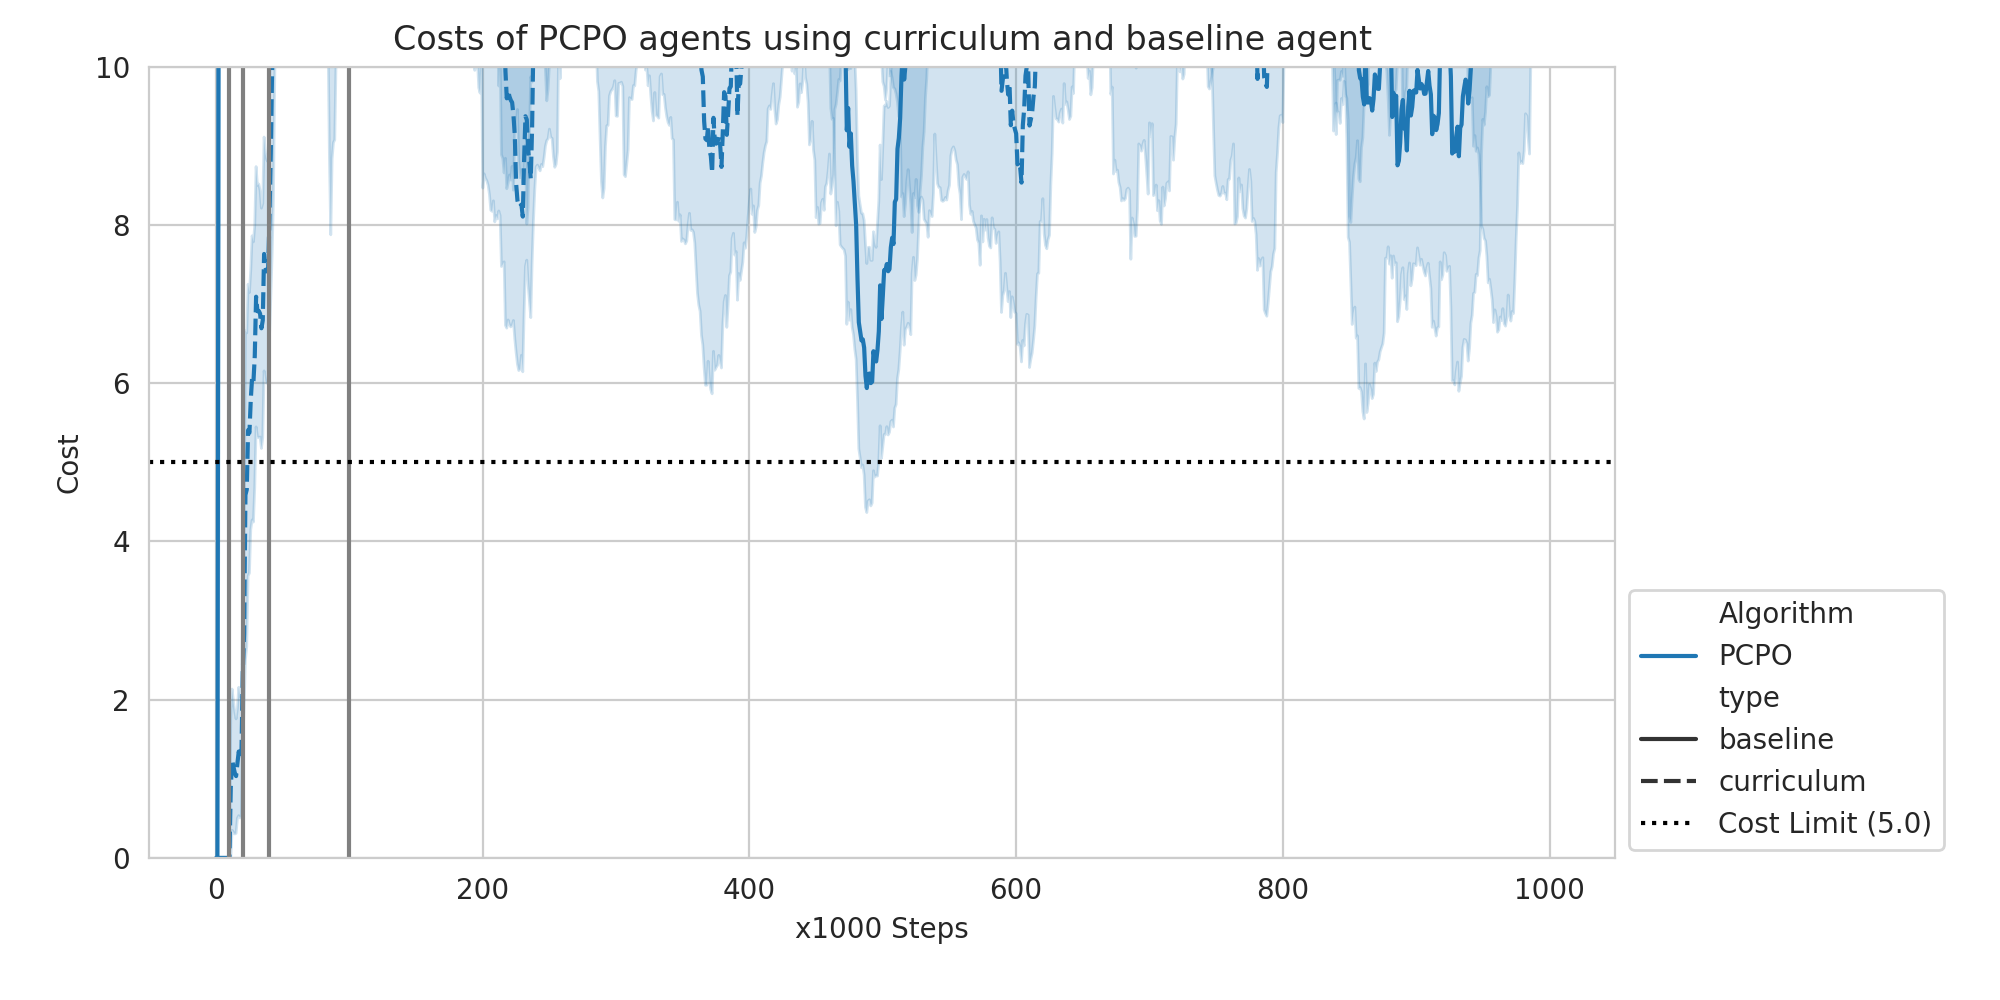 Costs of PCPO agents using curriculum and baseline agent
10
8
6
4
2
0
Cost
0 200 400 600 800 1000
x1000 Steps
Algorithm
PCPO
type
baseline
curriculum
Cost Limit (5.0)